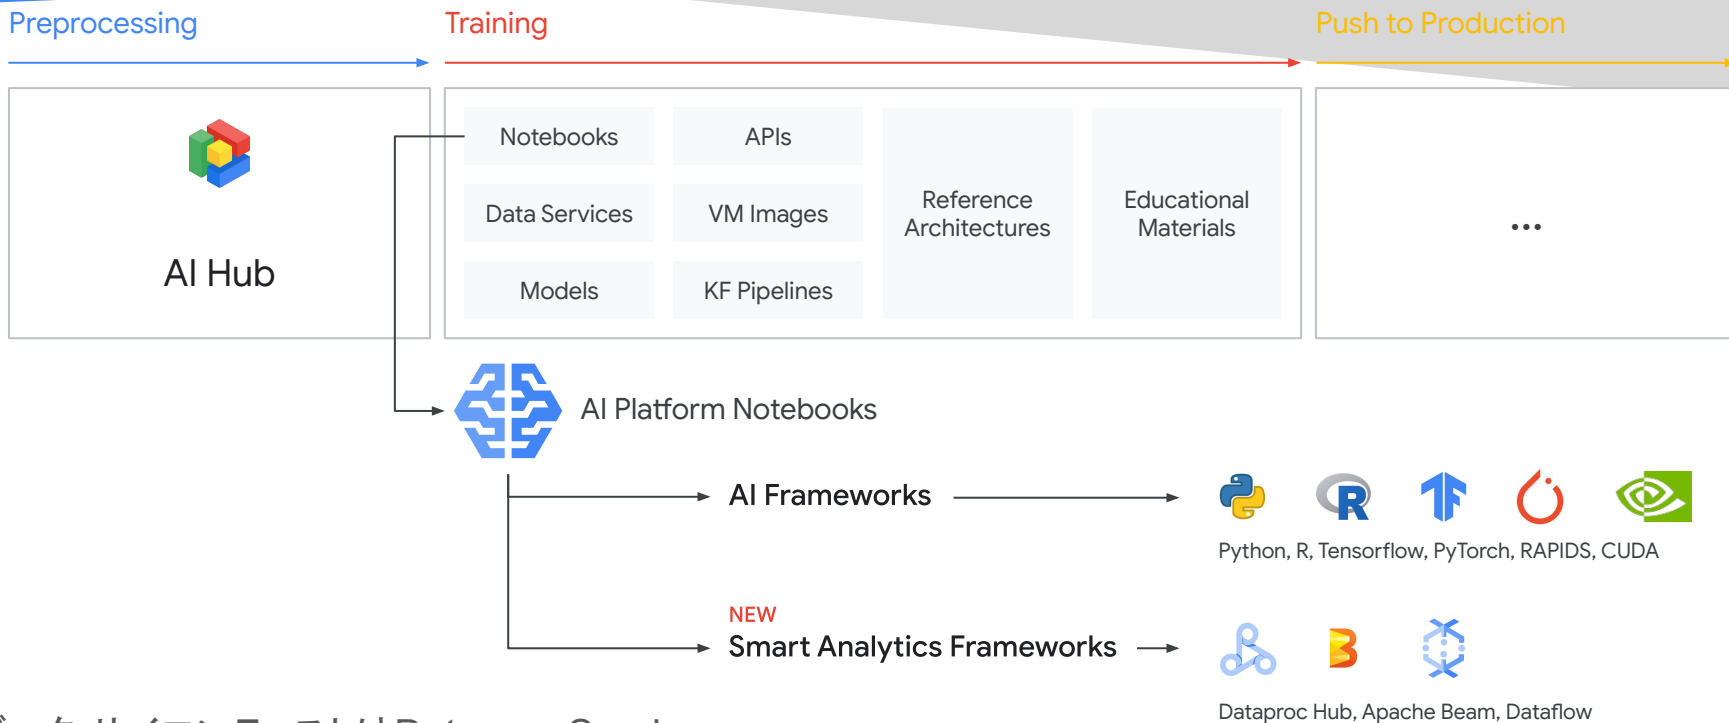 Preprocessing
Training
Push to Production
AI Hub
Notebooks
APIs
Data Services
VM Images
Models
KF Pipelines
Reference
Architectures
Educational
Materials
...
AI Platform Notebooks
AI Frameworks
Python, R, Tensorflow, PyTorch, RAPIDS, CUDA
NEW
Smart Analytics Frameworks
Dataproc Hub, Apache Beam, Dataflow